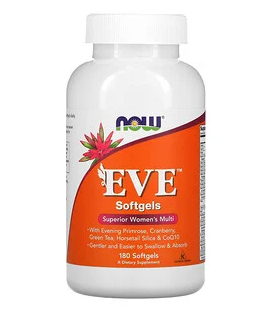 NOW
EVE™
Softgels
Superior Women's Multi
• With Evening Primrose, Cranberry,
Green Tea, Horsetail Silica & CoQ10
• Gentler and Easier to Swallow & Absorb
180 Softgels
A Dietary Supplement